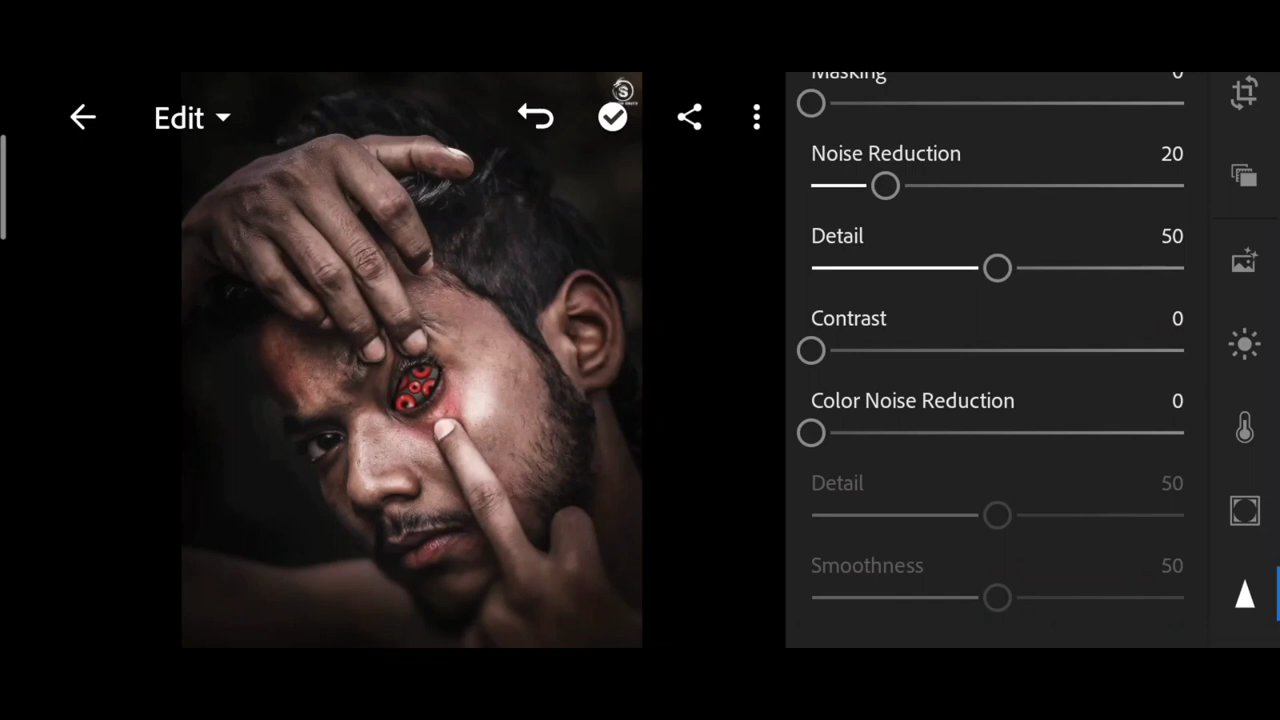 Edit
Masking 0
Noise Reduction 20
Detail 50
Contrast 0
Color Noise Reduction 0
Detail 50
Smoothness 50
S